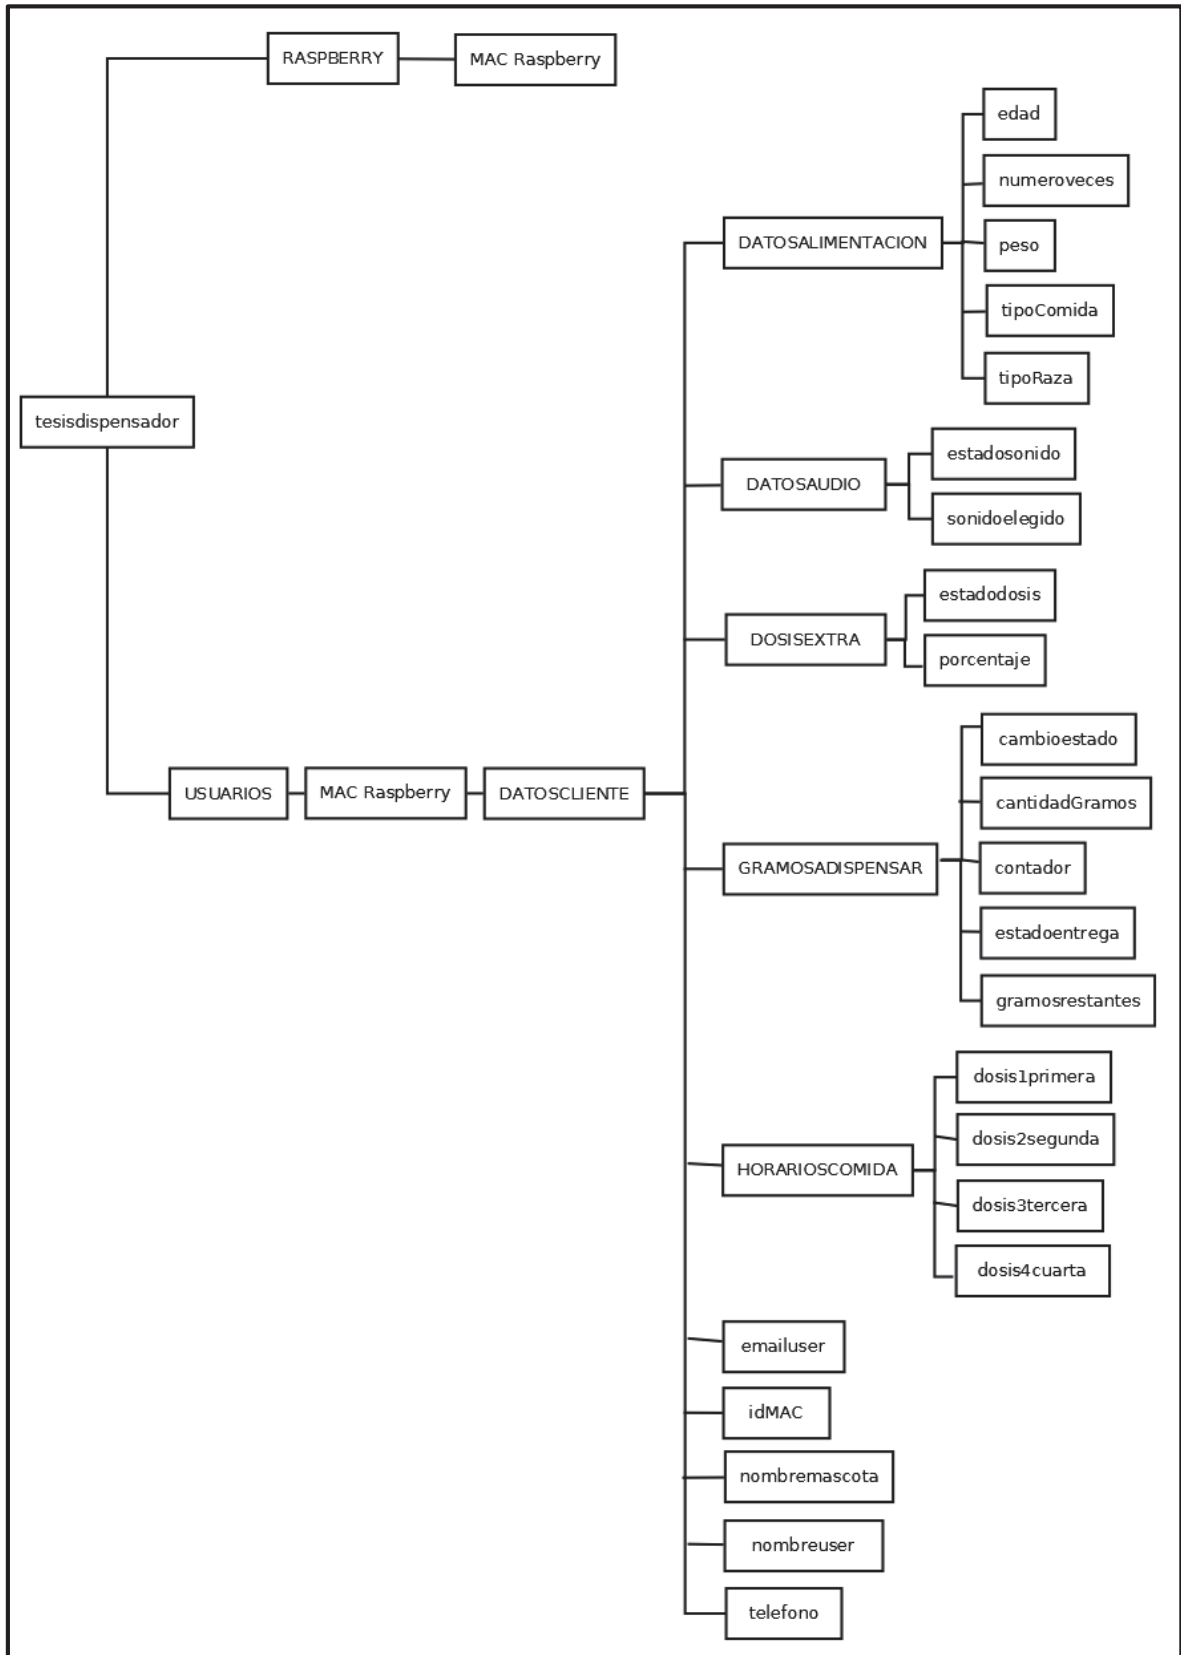 RASPBERRY
MAC Raspberry
tesisdispensador
USUARIOS
MAC Raspberry
DATOSCLIENTE
DATOSALIMENTACION
edad
numeroveces
peso
tipoComida
tipoRaza
DATOSAUDIO
estadosonido
sonidoelegido
DOSISEXTRA
estadodosis
porcentaje
GRAMOSADISPENSAR
cambioestado
cantidadGramos
contador
estadoentrega
gramosrestantes
HORARIOSCOMIDA
dosis1primera
dosis2segunda
dosis3tercera
dosis4cuarta
emailuser
idMAC
nombremascota
nombreuser
telefono